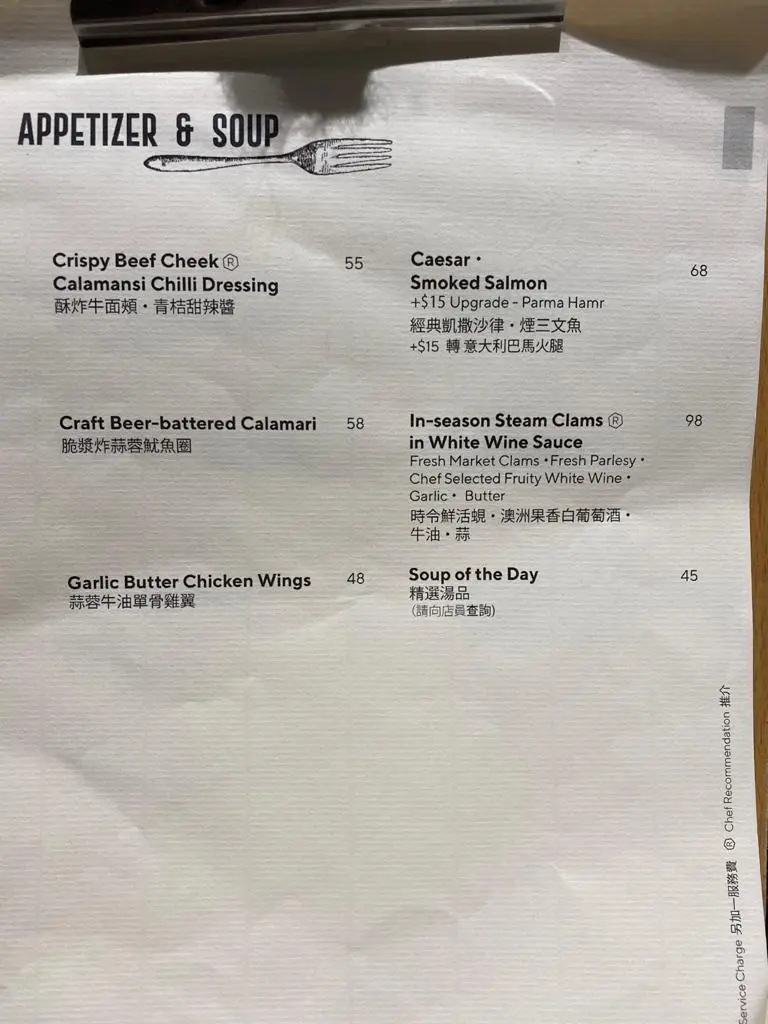 APPETIZER & SOUP
Crispy Beef Cheek Ⓡ
Calamansi Chilli Dressing
酥炸牛面頰・青桔甜辣醬
55
Craft Beer-battered Calamari
脆漿炸蒜蓉魷魚圈
58
Garlic Butter Chicken Wings
蒜蓉牛油單骨雞翼
48
Caesar・
Smoked Salmon
+$15 Upgrade - Parma Hamr
經典凱撒沙律・煙三文魚
+$15 轉 意大利巴馬火腿
68
In-season Steam Clams Ⓡ
in White Wine Sauce
Fresh Market Clams・Fresh Parlesy・
Chef Selected Fruity White Wine・
Garlic・ Butter
時令鮮活蜆・澳洲果香白葡萄酒・
牛油・蒜
98
Soup of the Day
精選湯品
(請向店員查詢)
45
Service Charge 另加一服務費 Ⓡ Chef Recommendation 推介